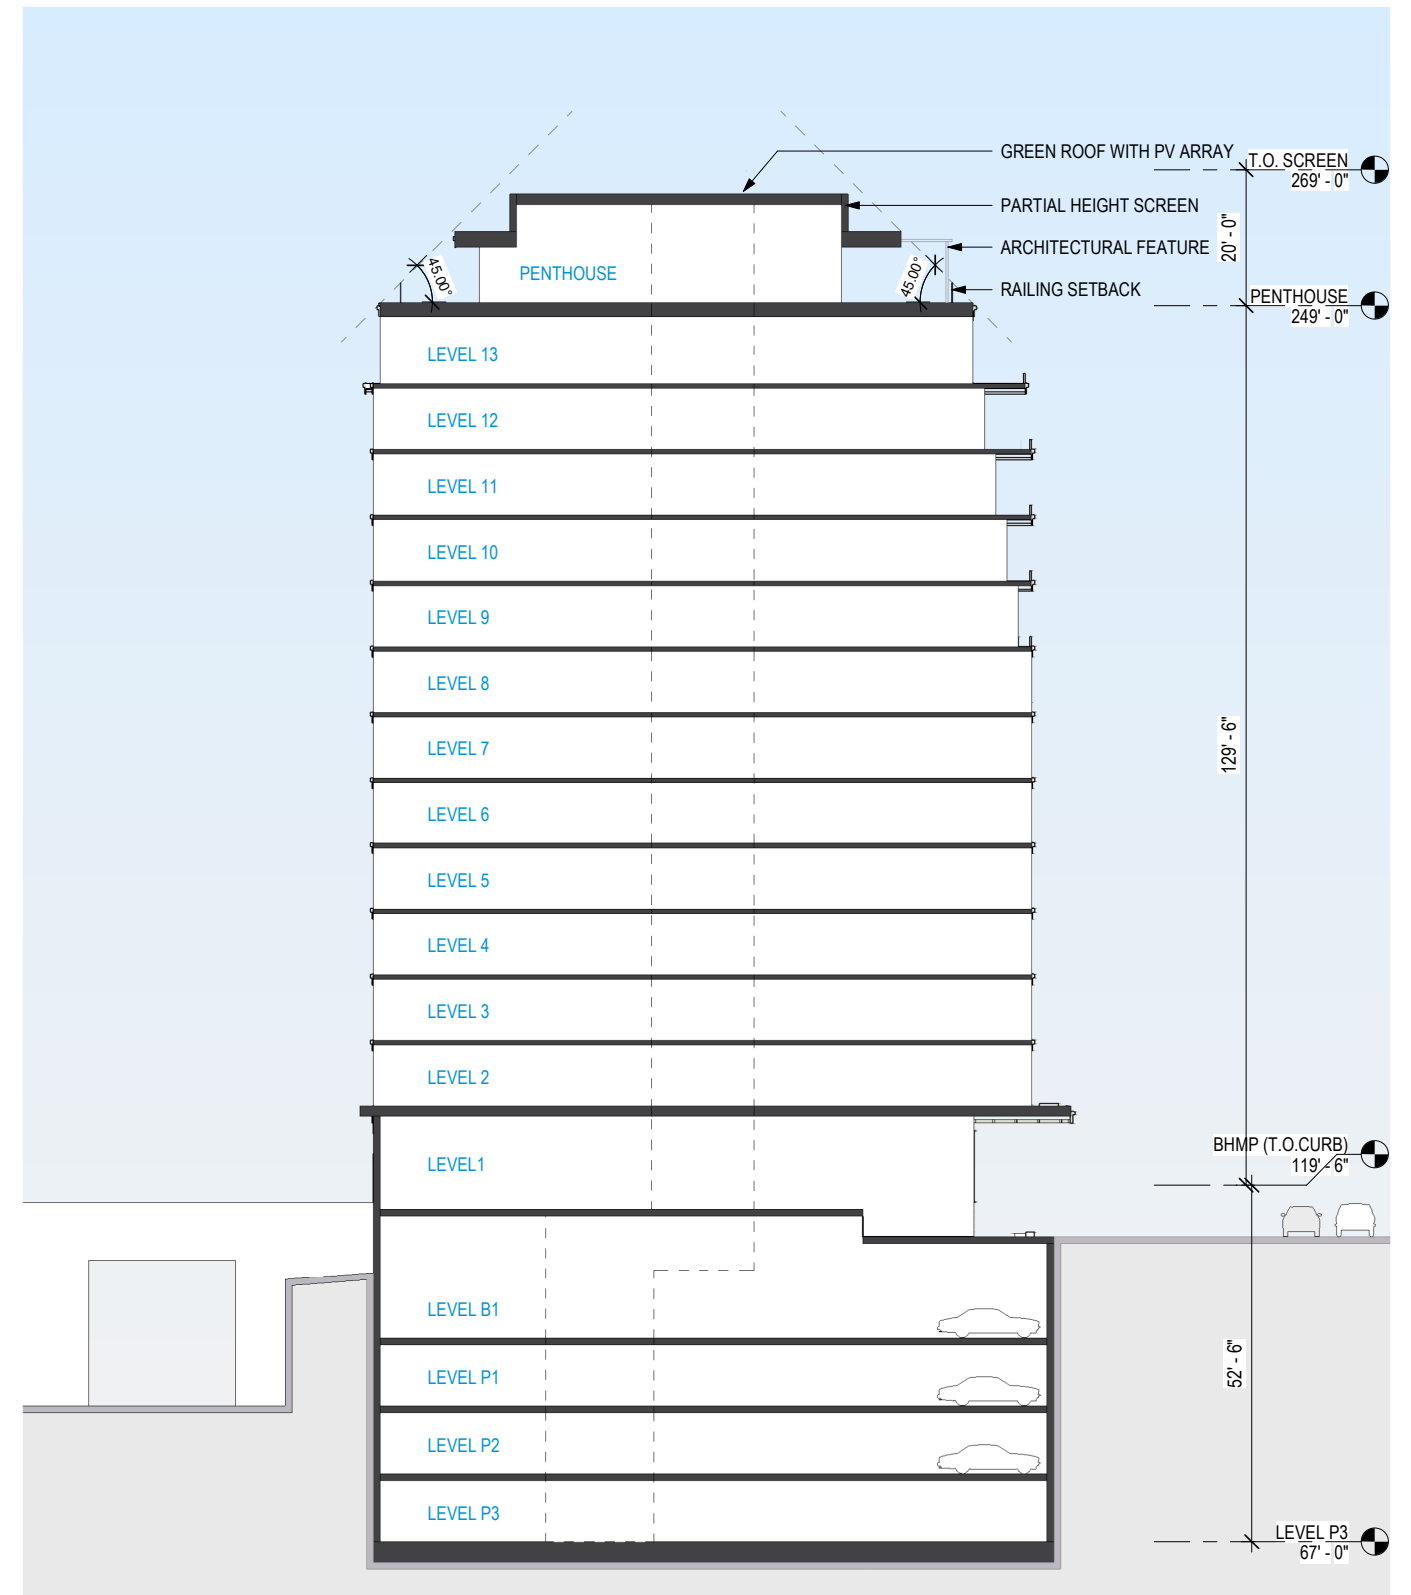 GREEN ROOF WITH PV ARRAY
T.O. SCREEN
269' - 0"
PARTIAL HEIGHT SCREEN
20' - 0"
ARCHITECTURAL FEATURE
45.00°
PENTHOUSE
45.00°
RAILING SETBACK
PENTHOUSE
249' - 0"
LEVEL 13
LEVEL 12
LEVEL 11
LEVEL 10
LEVEL 9
LEVEL 8
LEVEL 7
129' - 6"
LEVEL 6
LEVEL 5
LEVEL 4
LEVEL 3
LEVEL 2
BHMP (T.O.CURB)
119' - 6"
LEVEL1
LEVEL B1
LEVEL P1
52' - 6"
LEVEL P2
LEVEL P3
LEVEL P3
67' - 0"